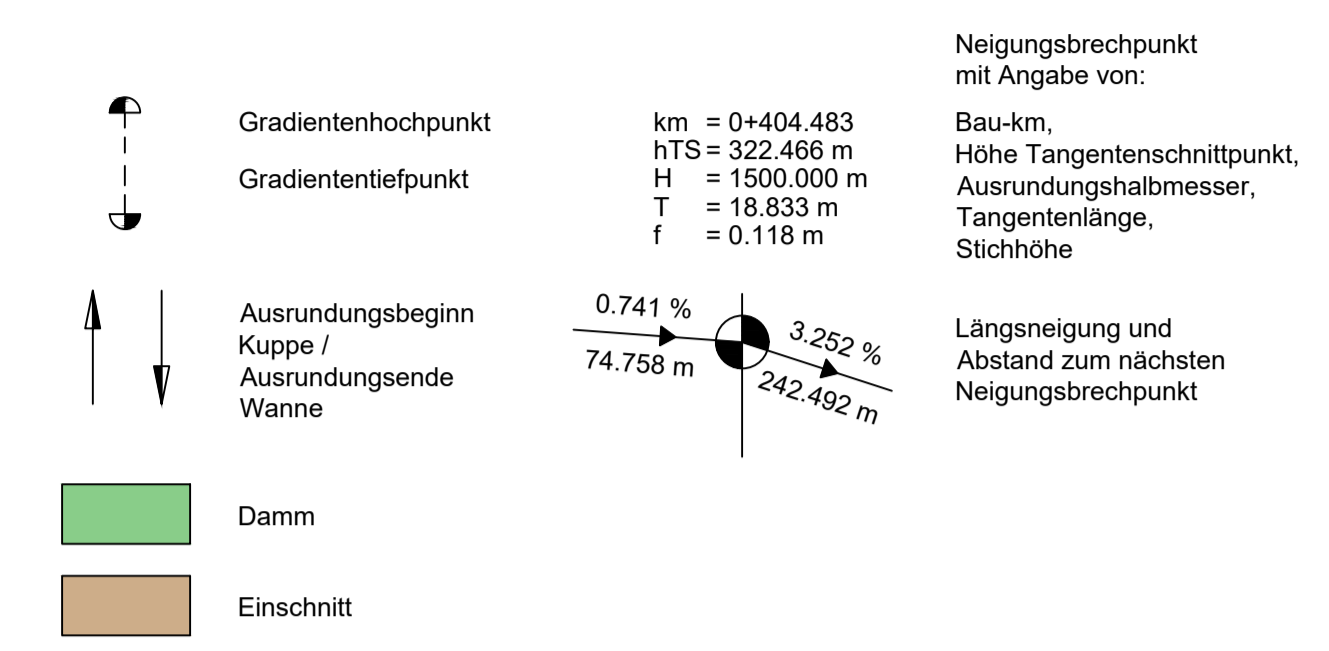 Gradientenhochpunkt
Gradiententiefpunkt
km = 0+404.483
hTS = 322.466 m
H = 1500.000 m
T = 18.833 m
f = 0.118 m
Neigungsbrechpunkt
mit Angabe von:
Bau-km,
Höhe Tangentenschnittpunkt,
Ausrundungshalbmesser,
Tangentenlänge,
Stichhöhe
Ausrundungsbeginn
Kuppe /
Ausrundungsende
Wanne
0.741 %
74.758 m
3.252 %
242.492 m
Längsneigung und
Abstand zum nächsten
Neigungsbrechpunkt
Damm
Einschnitt